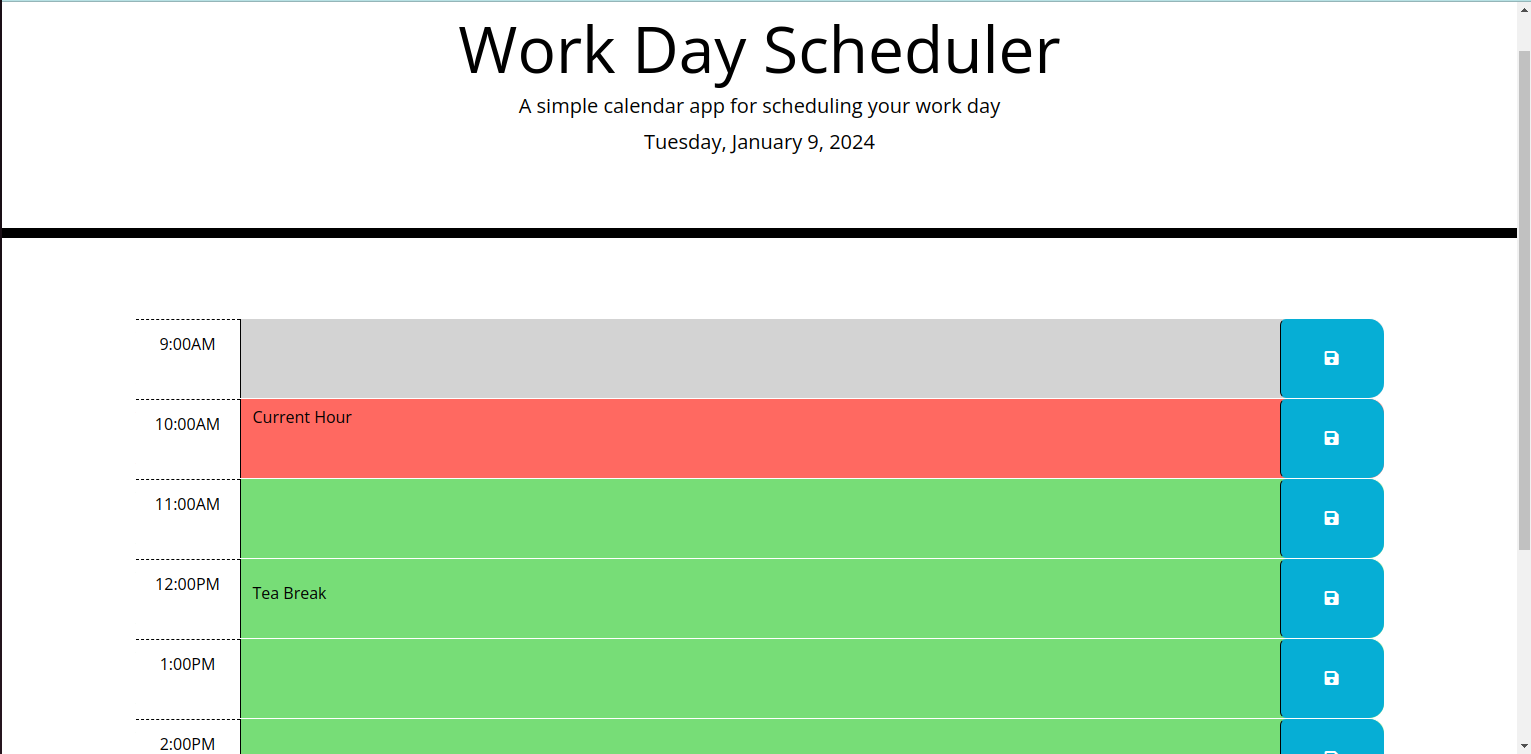 Work Day Scheduler
A simple calendar app for scheduling your work day
Tuesday, January 9, 2024
9:00AM
10:00AM
Current Hour
11:00AM
12:00PM
Tea Break
1:00PM
2:00PM